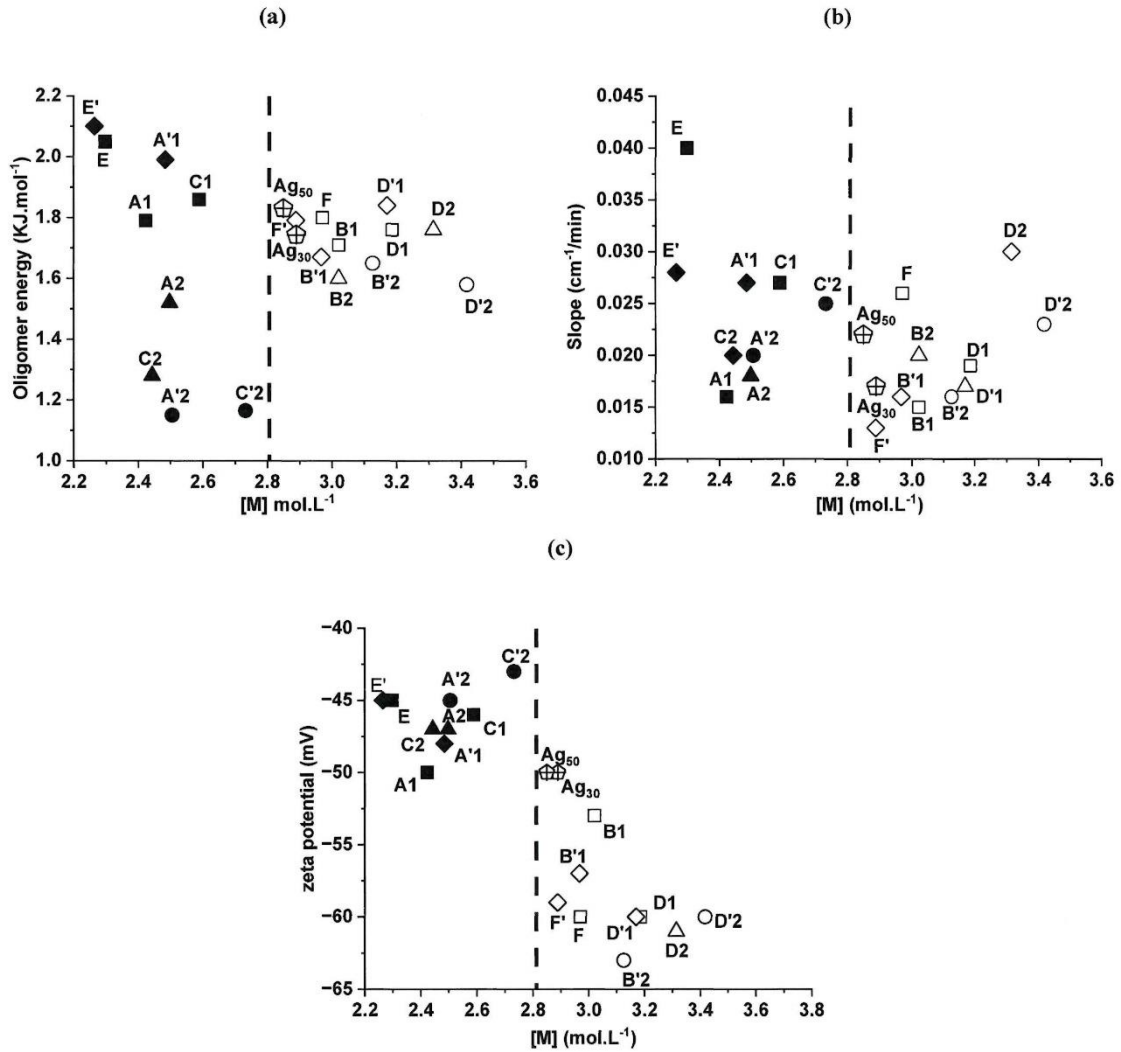 (a)
2.2
2.0
1.8
1.6
1.4
1.2
1.0
Oligomer energy (KJ.mol⁻¹)
E'
E
A'1
A1
C1
A2
C2
A'2
C'2
Ag₅₀
F
D'1
D2
F'
B1
Ag₃₀
D1
B'1
B2
B'2
D'2
2.2 2.4 2.6 2.8 3.0 3.2 3.4 3.6
[M] mol.L⁻¹
(b)
0.045
0.040
0.035
0.030
0.025
0.020
0.015
0.010
Slope (cm⁻¹/min)
E
E'
A'1
C1
C'2
C2
A'2
A1
A2
D2
F
D'2
Ag₅₀
B2
D1
B'1
Ag₃₀
B1
B'2
D'1
F'
2.2 2.4 2.6 2.8 3.0 3.2 3.4 3.6
[M] (mol.L⁻¹)
(c)
−40
−45
−50
−55
−60
−65
zeta potential (mV)
C'2
E'
A'2
E
A2
C1
C2
A'1
A1
Ag₅₀
Ag₃₀
B1
B'1
D1
F'
F
D'1
D'2
D2
B'2
2.2 2.4 2.6 2.8 3.0 3.2 3.4 3.6 3.8
[M] (mol.L⁻¹)